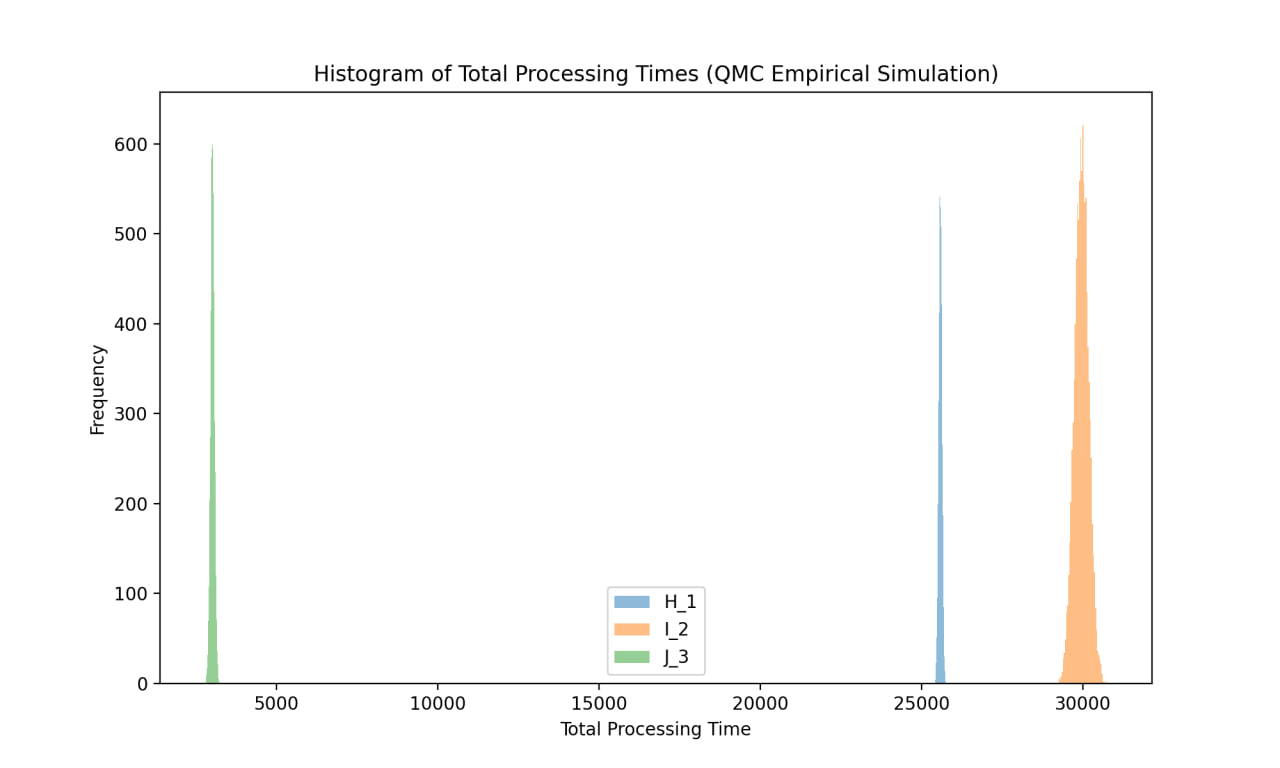 Histogram of Total Processing Times (QMC Empirical Simulation)
Frequency
600
500
400
300
200
100
0
H_1
I_2
J_3
5000 10000 15000 20000 25000 30000
Total Processing Time